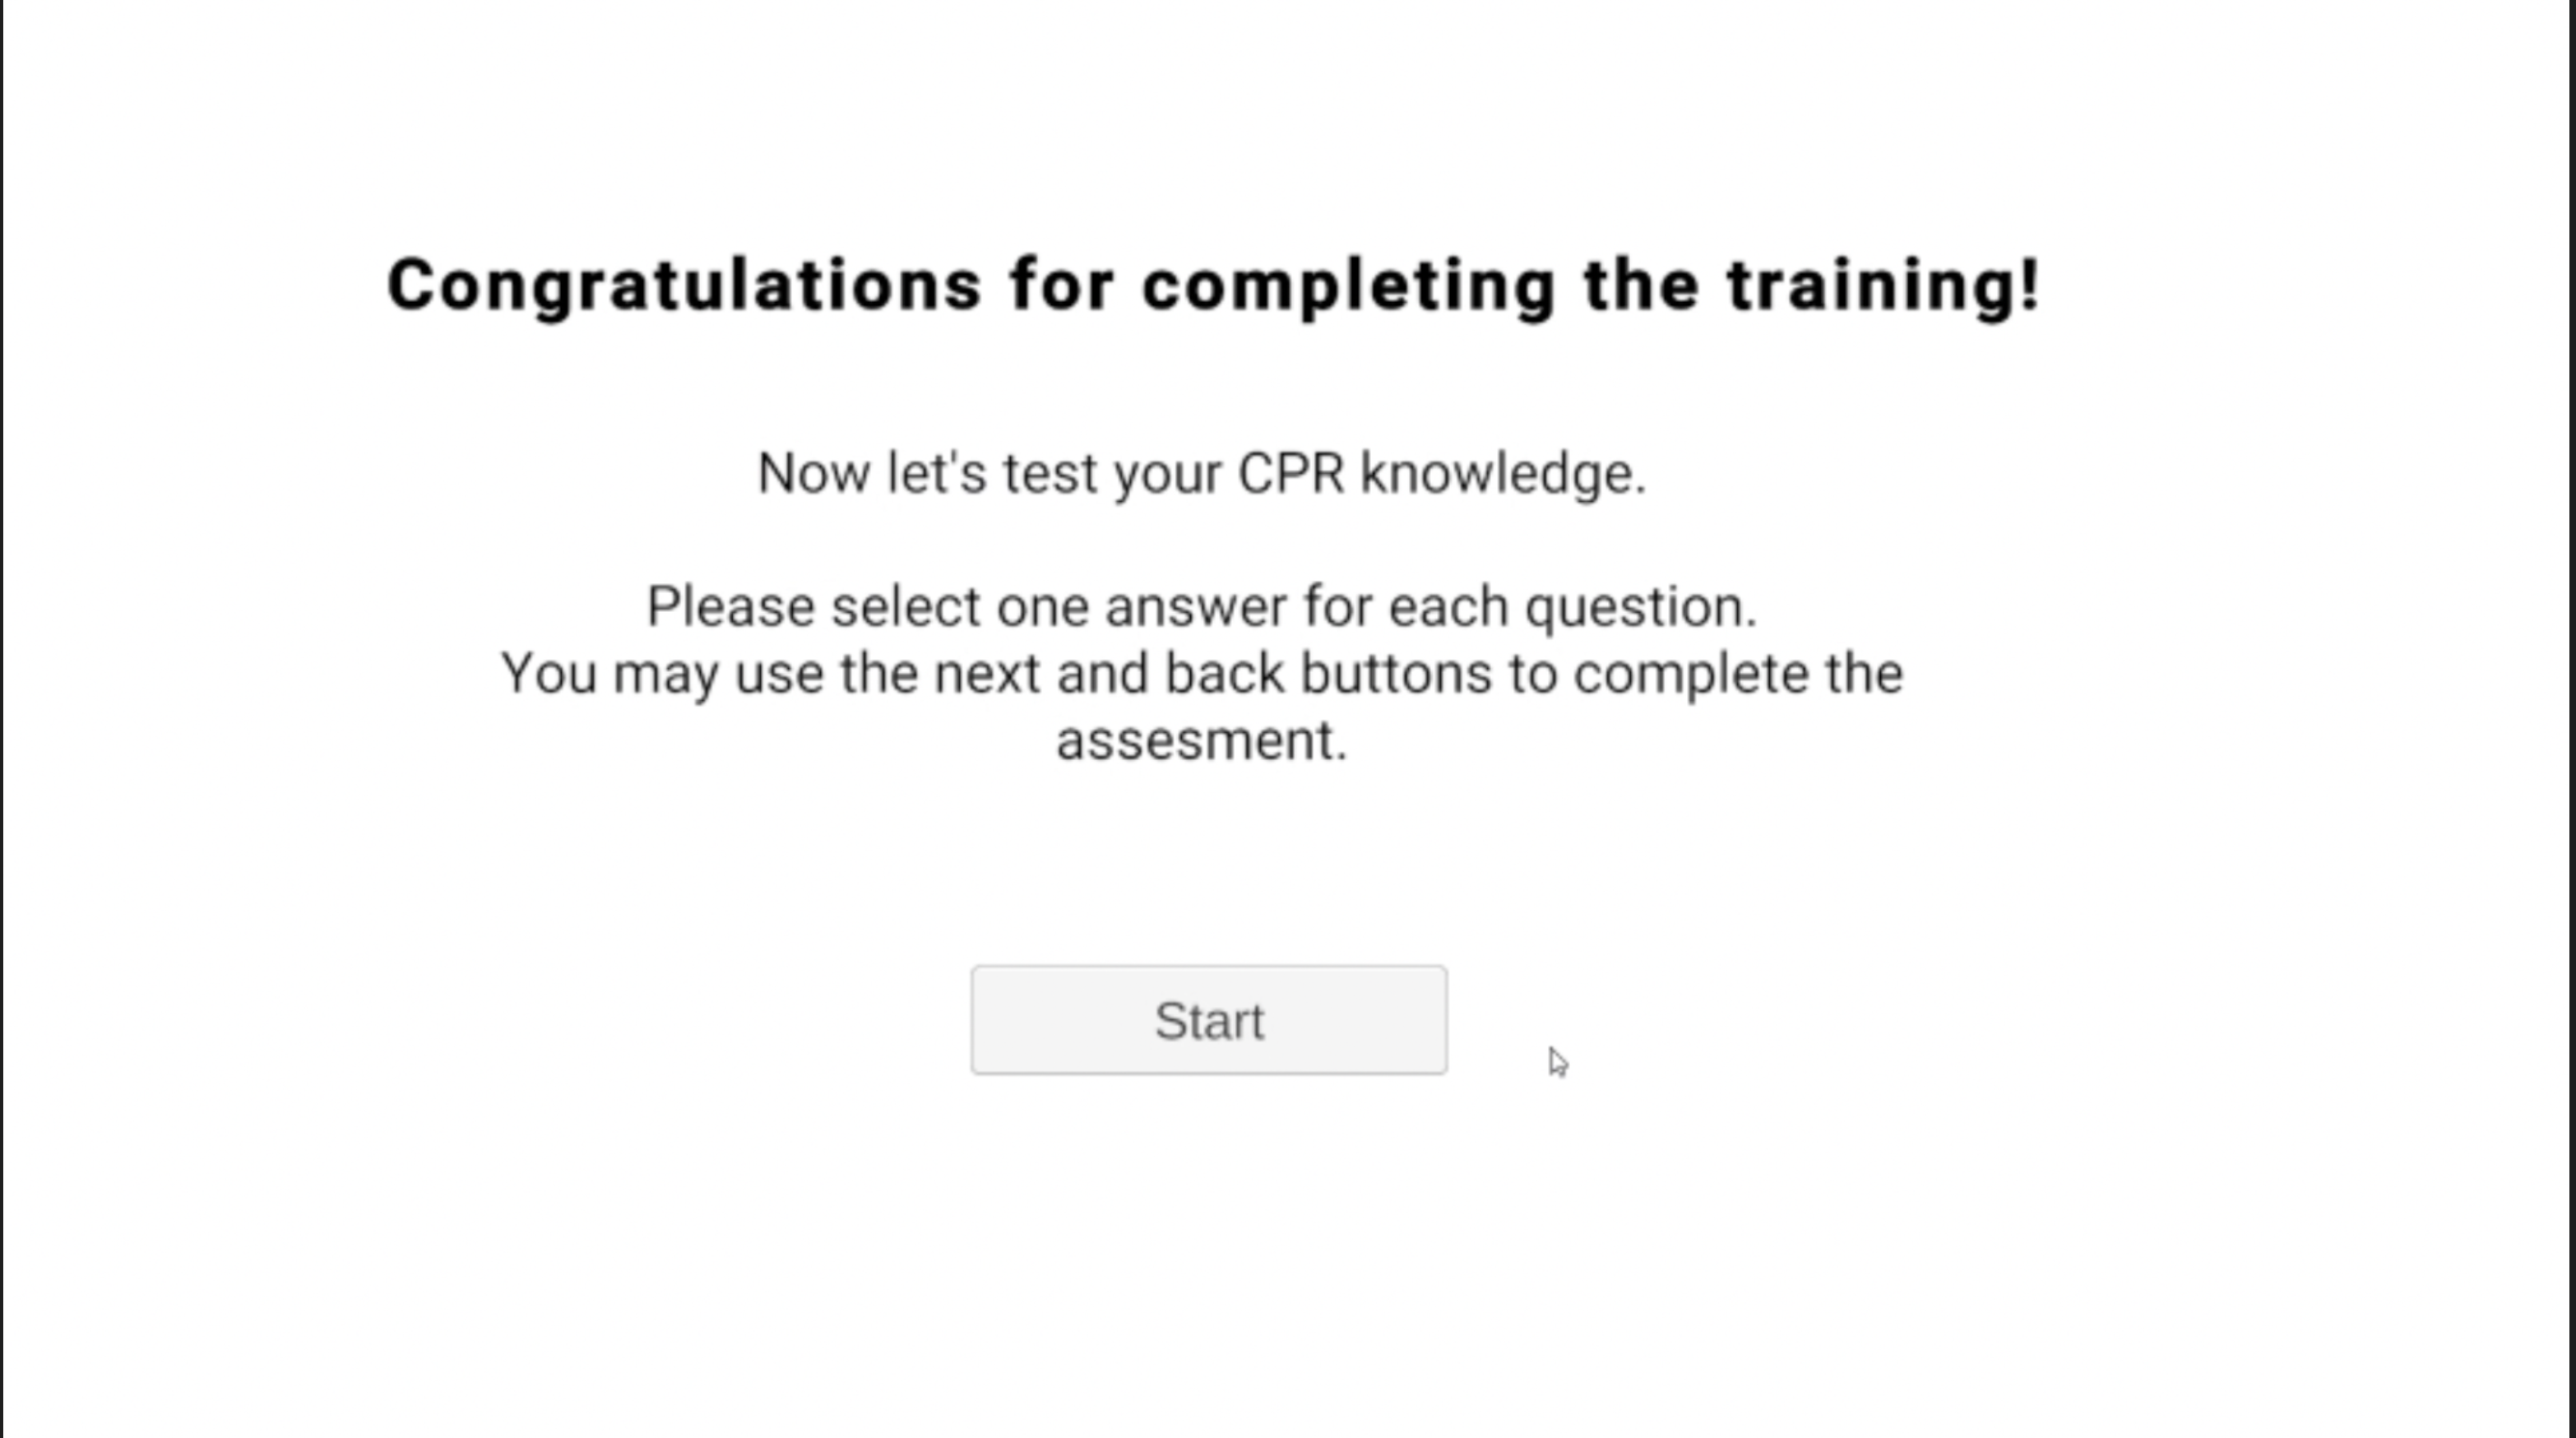 Congratulations for completing the training!
Now let's test your CPR knowledge.
Please select one answer for each question.
You may use the next and back buttons to complete the
assesment.
Start